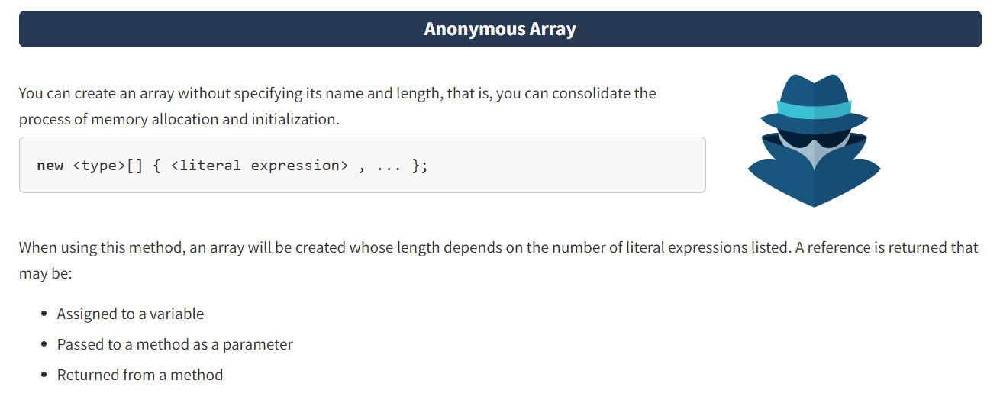 Anonymous Array
You can create an array without specifying its name and length, that is, you can consolidate the
process of memory allocation and initialization.
new <type>[] { <literal expression> , ... };
When using this method, an array will be created whose length depends on the number of literal expressions listed. A reference is returned that
may be:
• Assigned to a variable
• Passed to a method as a parameter
• Returned from a method